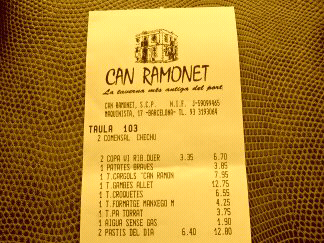 CAN RAMONET
La taverna més antiga del port
CAN RAMONET, S.C.P. N.I.F. J-59099465
MAQUINISTA, 17 -BARCELONA- TL. 93 3193064
TAULA 103
2 COMENSAL CHECHU
2 COPA VI RIB.DUER 3.35 6.70
1 PATATES BRAVES 3.85
1 T.CARGOLS "CAN RAMON 7.95
1 T.GAMBES ALLET 12.75
1 T.CROQUETES 6.55
1 T.FORMATGE MANXEGO M 4.25
1 T.PA TORRAT 3.75
1 AIGUA SENSE GAS 1.90
2 PASTIS DEL DIA 6.40 12.80